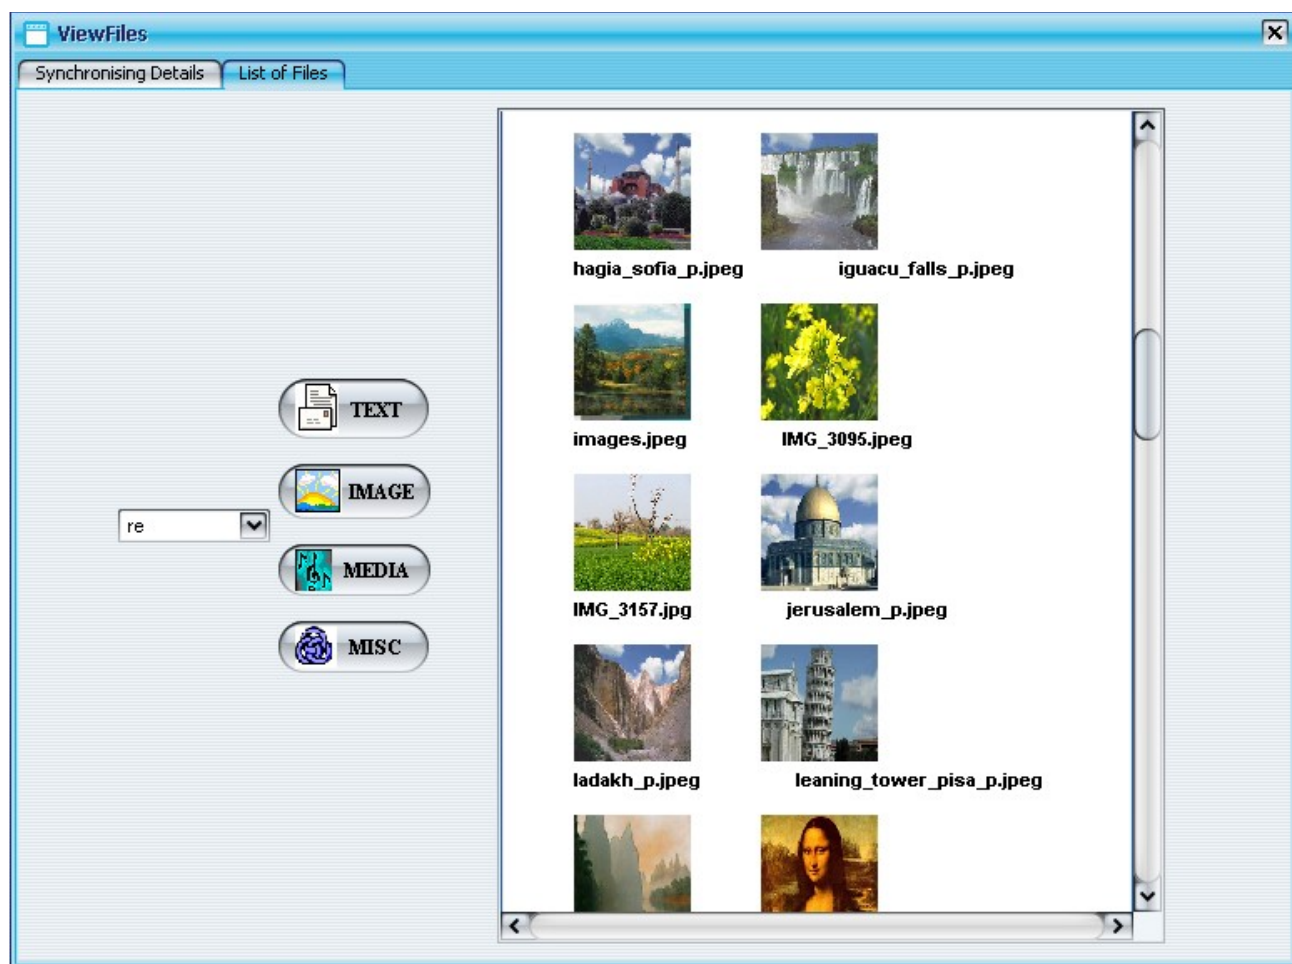 ViewFiles
Synchronising Details List of Files
hagia_sofia_p.jpeg iguacu_falls_p.jpeg
images.jpeg IMG_3095.jpeg
IMG_3157.jpg jerusalem_p.jpeg
ladakh_p.jpeg leaning_tower_pisa_p.jpeg
re
TEXT
IMAGE
MEDIA
MISC